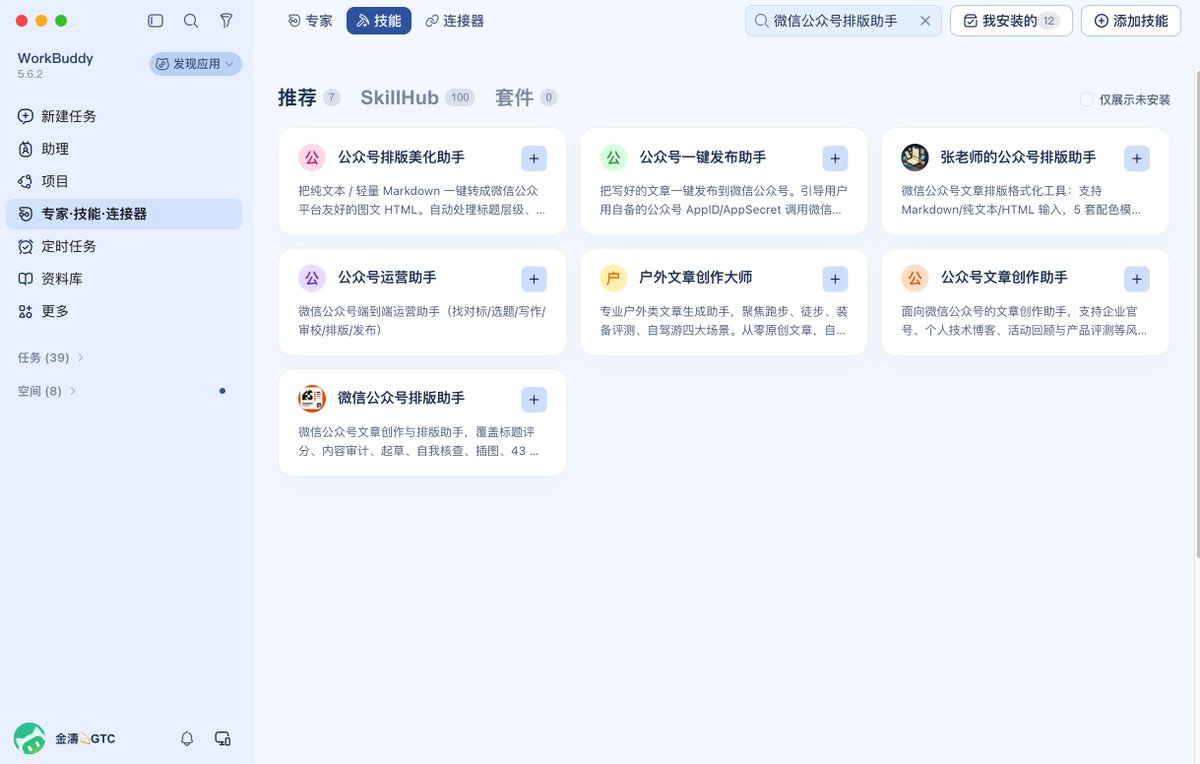 WorkBuddy
5.6.2
发现应用
新建任务
助理
项目
专家·技能·连接器
定时任务
资料库
更多
任务 (39)
空间 (8)
金濤💫GTC
专家
技能
连接器
微信公众号排版助手
我安装的 12
添加技能
推荐 7
SkillHub 100
套件 0
仅展示未安装
公
公众号排版美化助手
把纯文本 / 轻量 Markdown 一键转成微信公众
平台友好的图文 HTML。自动处理标题层级、...
公
公众号一键发布助手
把写好的文章一键发布到微信公众号。引导用户
用自备的公众号 AppID/AppSecret 调用微信...
张老师的公众号排版助手
微信公众号文章排版格式化工具：支持
Markdown/纯文本/HTML 输入，5 套配色模...
公
公众号运营助手
微信公众号端到端运营助手（找对标/选题/写作/
审校/排版/发布）
户
户外文章创作大师
专业户外类文章生成助手，聚焦跑步、徒步、装
备评测、自驾游四大场景。从零原创文章，自...
公
公众号文章创作助手
面向微信公众号的文章创作助手，支持企业官
号、个人技术博客、活动回顾与产品评测等风...
微信公众号排版助手
微信公众号文章创作与排版助手，覆盖标题评
分、内容审计、起草、自我核查、插图、43 ...